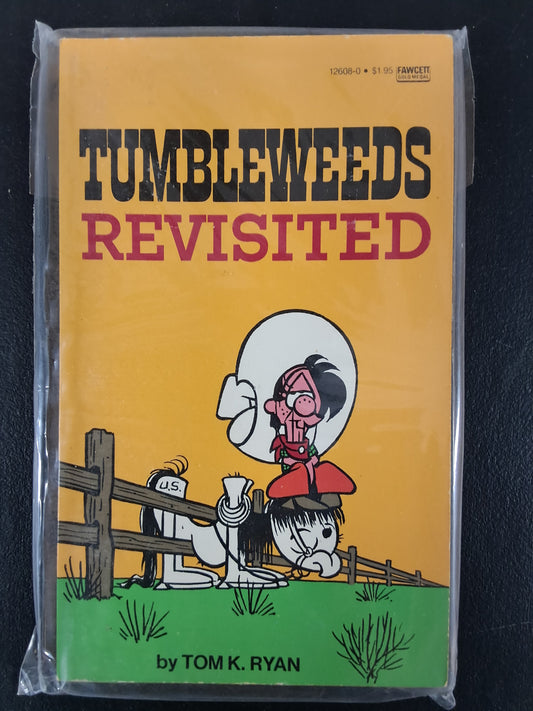 12608-0 • $1.95 FAWCETT
GOLD MEDAL
TUMBLEWEEDS
REVISITED
U.S.
by TOM K. RYAN